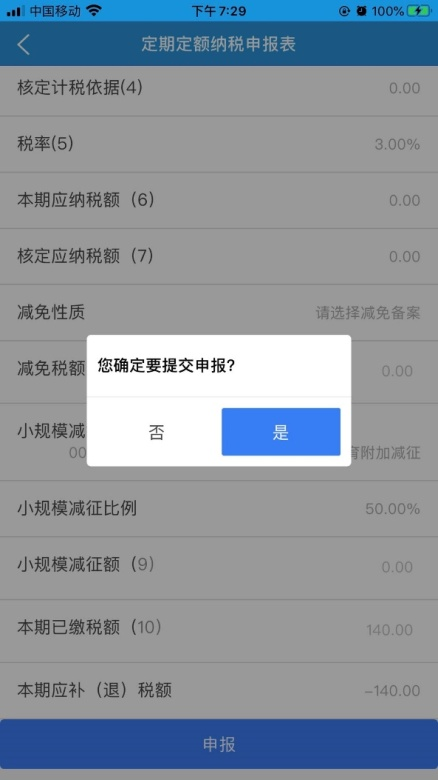 中国移动
下午7:29
100%
定期定额纳税申报表
核定计税依据(4)
0.00
税率(5)
3.00%
本期应纳税额（6）
0.00
核定应纳税额（7）
0.00
减免性质
请选择减免备案
减免税额
0.00
您确定要提交申报?
否
是
小规模减
00
育附加减征
小规模减征比例
50.00%
小规模减征额（9）
0.00
本期已缴税额（10）
140.00
本期应补（退）税额
-140.00
申报